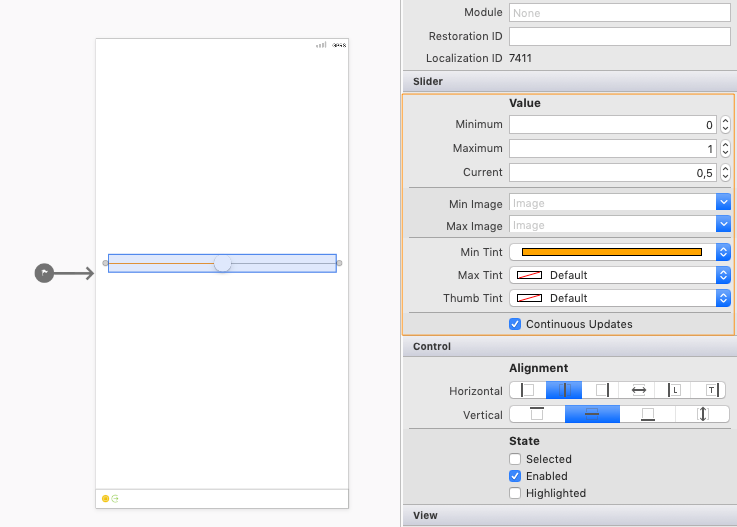 Module None
Restoration ID
Localization ID 7411
Slider
Value
Minimum 0
Maximum 1
Current 0,5
Min Image Image
Max Image Image
Min Tint
Max Tint Default
Thumb Tint Default
Continuous Updates
Control
Alignment
Horizontal L T
Vertical
State
Selected
Enabled
Highlighted
View